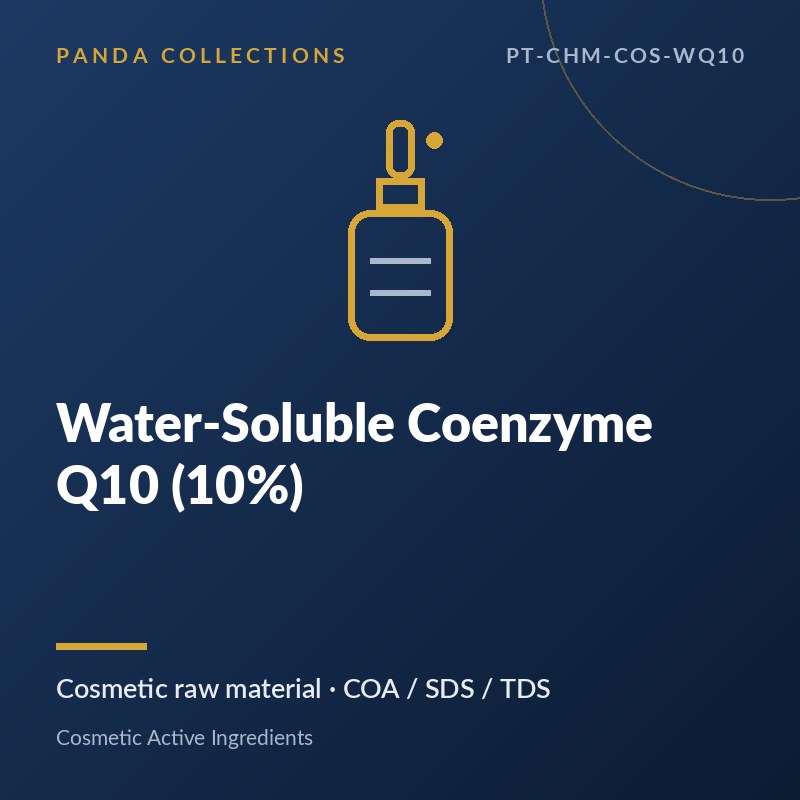 PANDA COLLECTIONS
PT-CHM-COS-WQ10
Water-Soluble Coenzyme
Q10 (10%)
Cosmetic raw material · COA / SDS / TDS
Cosmetic Active Ingredients